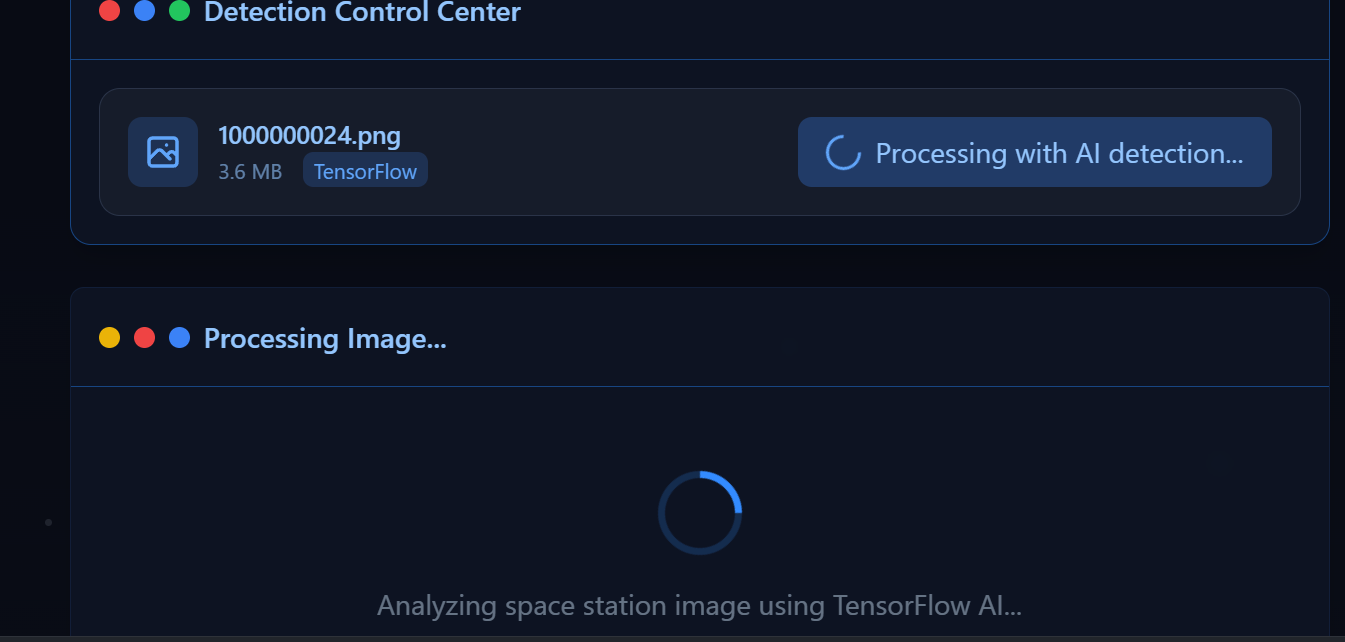 Detection Control Center
1000000024.png
3.6 MB TensorFlow
Processing with AI detection...
Processing Image...
Analyzing space station image using TensorFlow AI...